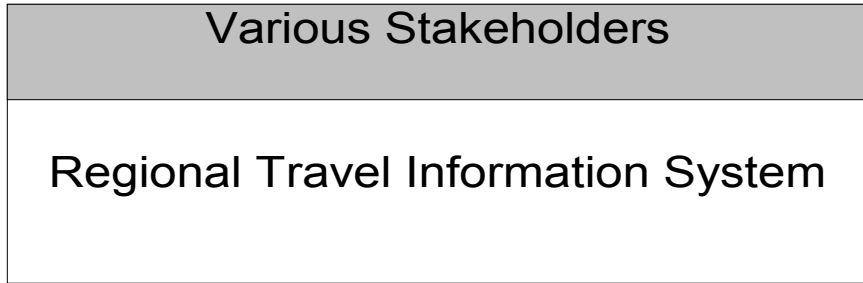 Various Stakeholders
Regional Travel Information System